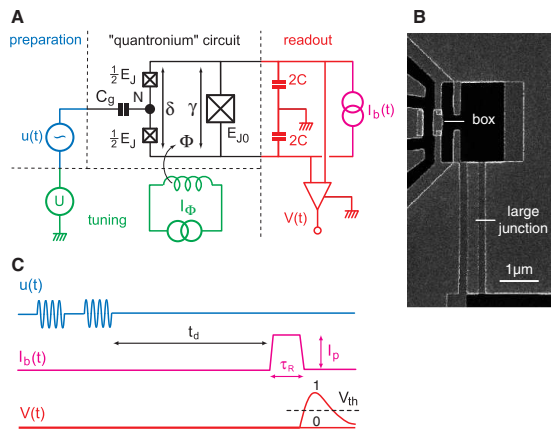 A
preparation
"quantronium" circuit
readout
½EJ
Cg
N
δ
γ
2C
Ib(t)
u(t)
½EJ
Φ
EJ0
2C
U
IΦ
tuning
V(t)
B
box
large
junction
1µm
C
u(t)
td
Ib(t)
τR
Ip
1
Vth
V(t)
0